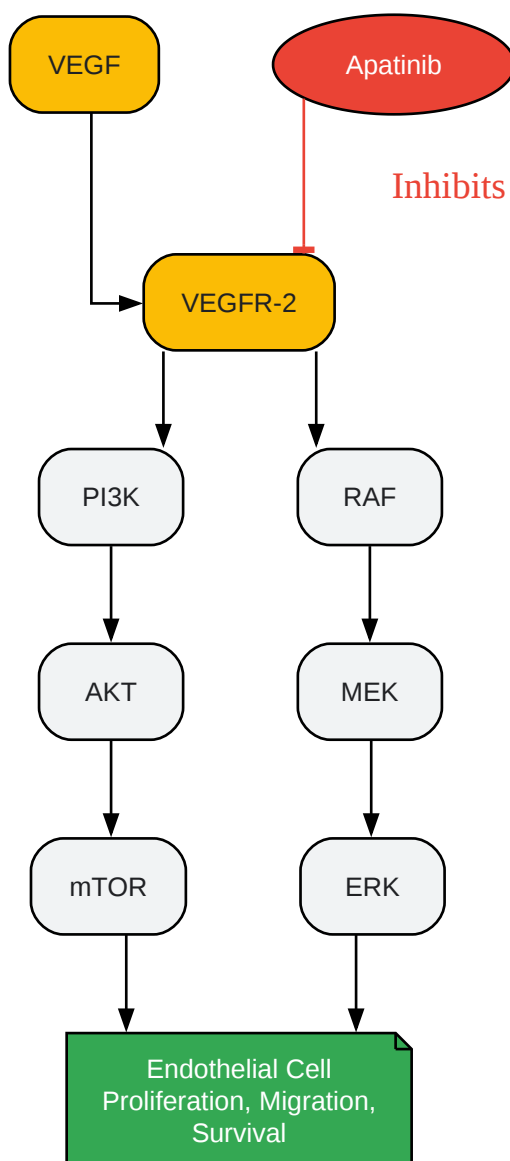 VEGF
Apatinib
Inhibits
VEGFR-2
PI3K
RAF
AKT
MEK
mTOR
ERK
Endothelial Cell
Proliferation, Migration,
Survival